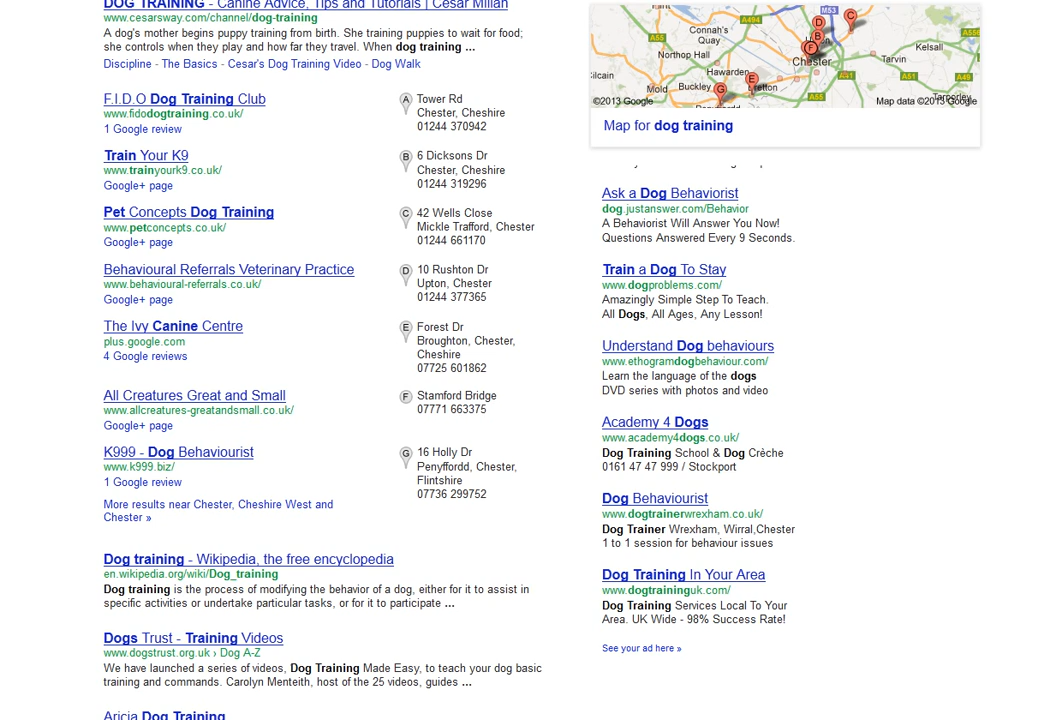 DOG TRAINING - Canine Advice, Tips and Tutorials | Cesar Millan
www.cesarsway.com/channel/dog-training
A dog's mother begins puppy training from birth. She training puppies to wait for food;
she controls when they play and how far they travel. When dog training ...
Discipline - The Basics - Cesar's Dog Training Video - Dog Walk
F.I.D.O Dog Training Club
www.fidodogtraining.co.uk/
1 Google review
A
Tower Rd
Chester, Cheshire
01244 370942
Train Your K9
www.trainyourk9.co.uk/
Google+ page
B
6 Dicksons Dr
Chester, Cheshire
01244 319296
Pet Concepts Dog Training
www.petconcepts.co.uk/
Google+ page
C
42 Wells Close
Mickle Trafford, Chester
01244 661170
Behavioural Referrals Veterinary Practice
www.behavioural-referrals.co.uk/
Google+ page
D
10 Rushton Dr
Upton, Chester
01244 377365
The Ivy Canine Centre
plus.google.com
4 Google reviews
E
Forest Dr
Broughton, Chester,
Cheshire
07725 601862
All Creatures Great and Small
www.allcreatures-greatandsmall.co.uk/
Google+ page
F
Stamford Bridge
07771 663375
K999 - Dog Behaviourist
www.k999.biz/
1 Google review
G
16 Holly Dr
Penyffordd, Chester,
Flintshire
07736 299752
More results near Chester, Cheshire West and
Chester »
Dog training - Wikipedia, the free encyclopedia
en.wikipedia.org/wiki/Dog_training
Dog training is the process of modifying the behavior of a dog, either for it to assist in
specific activities or undertake particular tasks, or for it to participate ...
Dogs Trust - Training Videos
www.dogstrust.org.uk › Dog A-Z
We have launched a series of videos, Dog Training Made Easy, to teach your dog basic
training and commands. Carolyn Menteith, host of the 25 videos, guides ...
Aricia Dog Training
M53
A494
C
D
A55
Connah's
Quay
B
A556
Northop Hall
F
Kelsall
Chester
Tarvin
ilcain
Hawarden
E
A51
A51
A49
Mold
Buckley
G
A55
Tarporley
©2013 Google
Map data ©2013 Google
Map for dog training
Ask a Dog Behaviorist
dog.justanswer.com/Behavior
A Behaviorist Will Answer You Now!
Questions Answered Every 9 Seconds.
Train a Dog To Stay
www.dogproblems.com/
Amazingly Simple Step To Teach.
All Dogs, All Ages, Any Lesson!
Understand Dog behaviours
www.ethogramdogbehaviour.com/
Learn the language of the dogs
DVD series with photos and video
Academy 4 Dogs
www.academy4dogs.co.uk/
Dog Training School & Dog Crèche
0161 47 47 999 / Stockport
Dog Behaviourist
www.dogtrainerwrexham.co.uk/
Dog Trainer Wrexham, Wirral,Chester
1 to 1 session for behaviour issues
Dog Training In Your Area
www.dogtraininguk.com/
Dog Training Services Local To Your
Area. UK Wide - 98% Success Rate!
See your ad here »